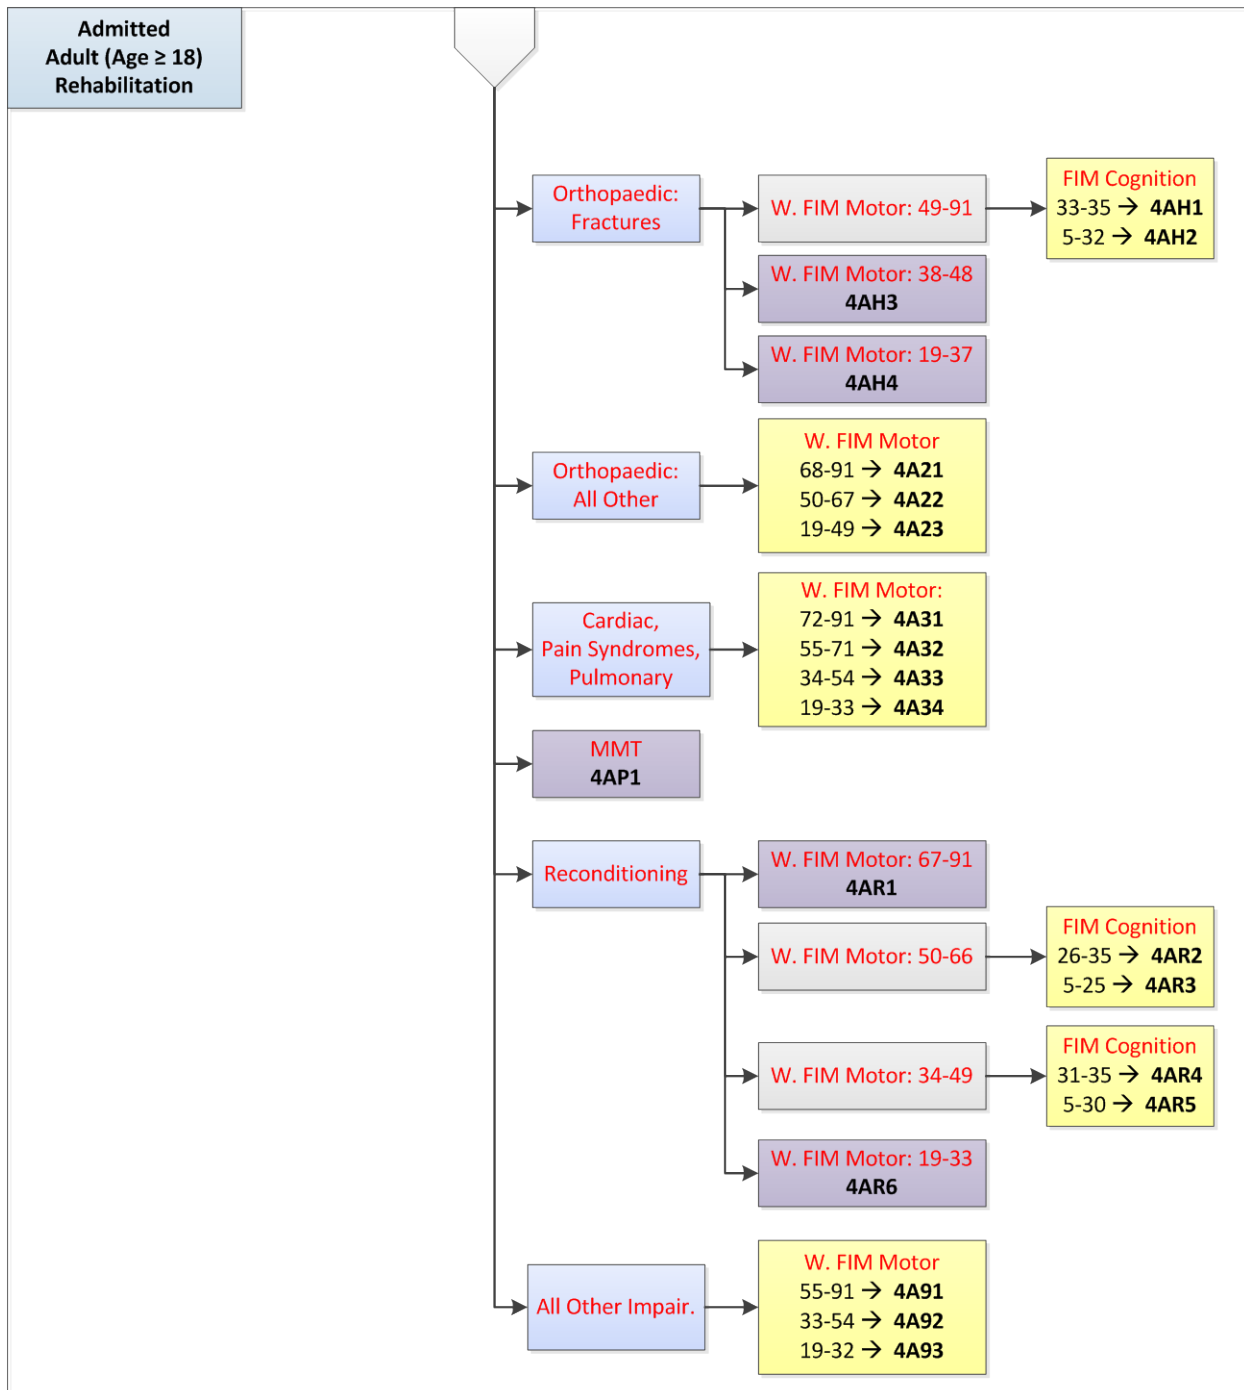 Admitted
Adult (Age ≥ 18)
Rehabilitation
Orthopaedic:
Fractures
W. FIM Motor: 49-91
FIM Cognition
33-35 → 4AH1
5-32 → 4AH2
W. FIM Motor: 38-48
4AH3
W. FIM Motor: 19-37
4AH4
Orthopaedic:
All Other
W. FIM Motor
68-91 → 4A21
50-67 → 4A22
19-49 → 4A23
Cardiac,
Pain Syndromes,
Pulmonary
W. FIM Motor:
72-91 → 4A31
55-71 → 4A32
34-54 → 4A33
19-33 → 4A34
MMT
4AP1
Reconditioning
W. FIM Motor: 67-91
4AR1
W. FIM Motor: 50-66
FIM Cognition
26-35 → 4AR2
5-25 → 4AR3
W. FIM Motor: 34-49
FIM Cognition
31-35 → 4AR4
5-30 → 4AR5
W. FIM Motor: 19-33
4AR6
All Other Impair.
W. FIM Motor
55-91 → 4A91
33-54 → 4A92
19-32 → 4A93